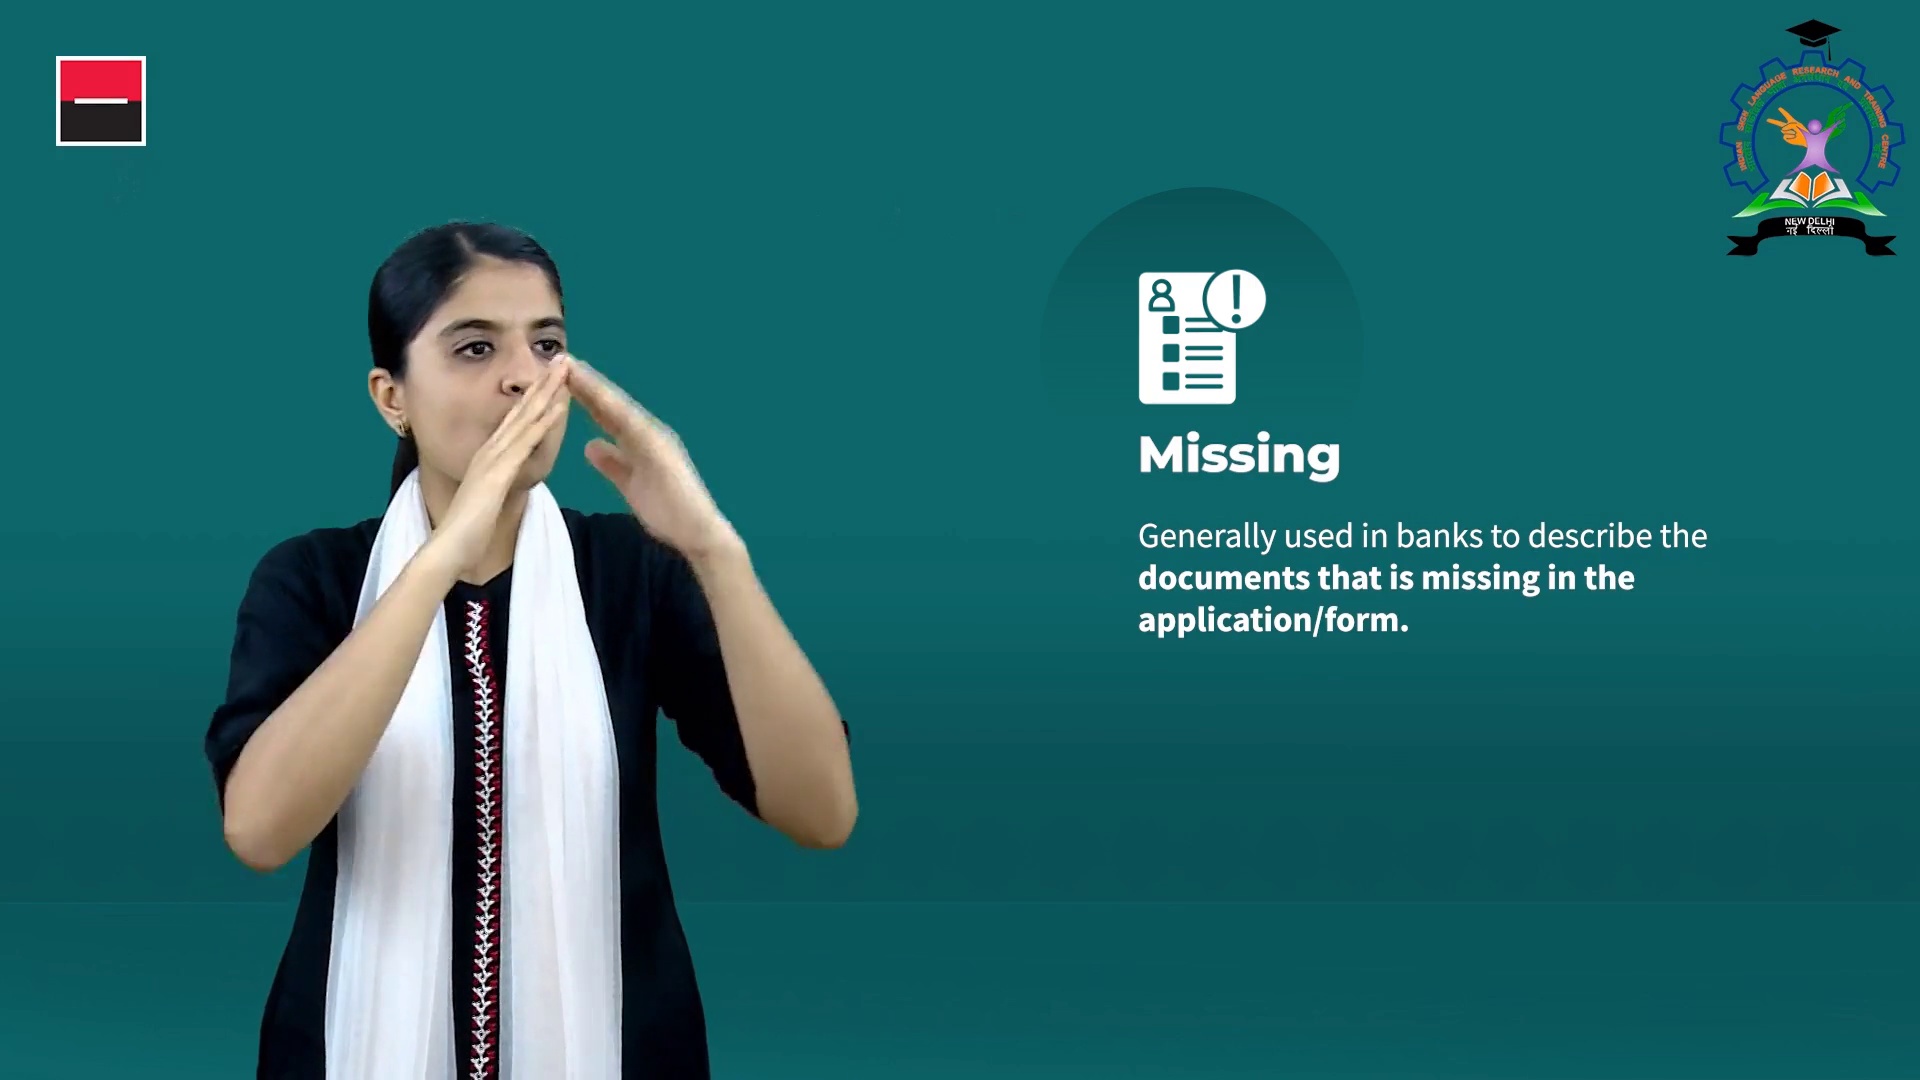 INDIAN SIGN LANGUAGE RESEARCH AND TRAINING CENTRE
NEW DELHI
नई दिल्ली
Missing
Generally used in banks to describe the
documents that is missing in the
application/form.